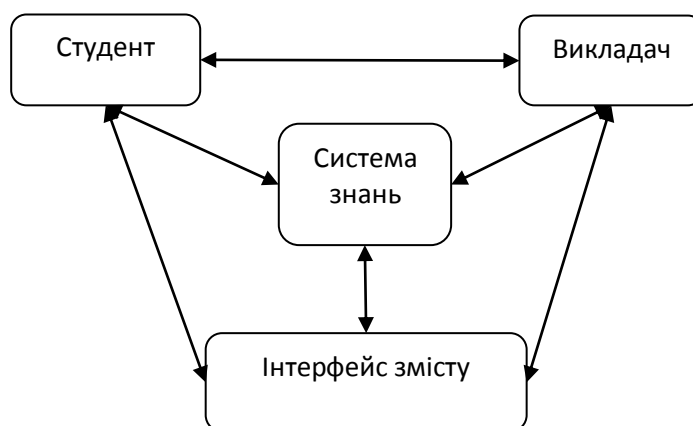 Студент
Викладач
Система
знань
Інтерфейс змісту